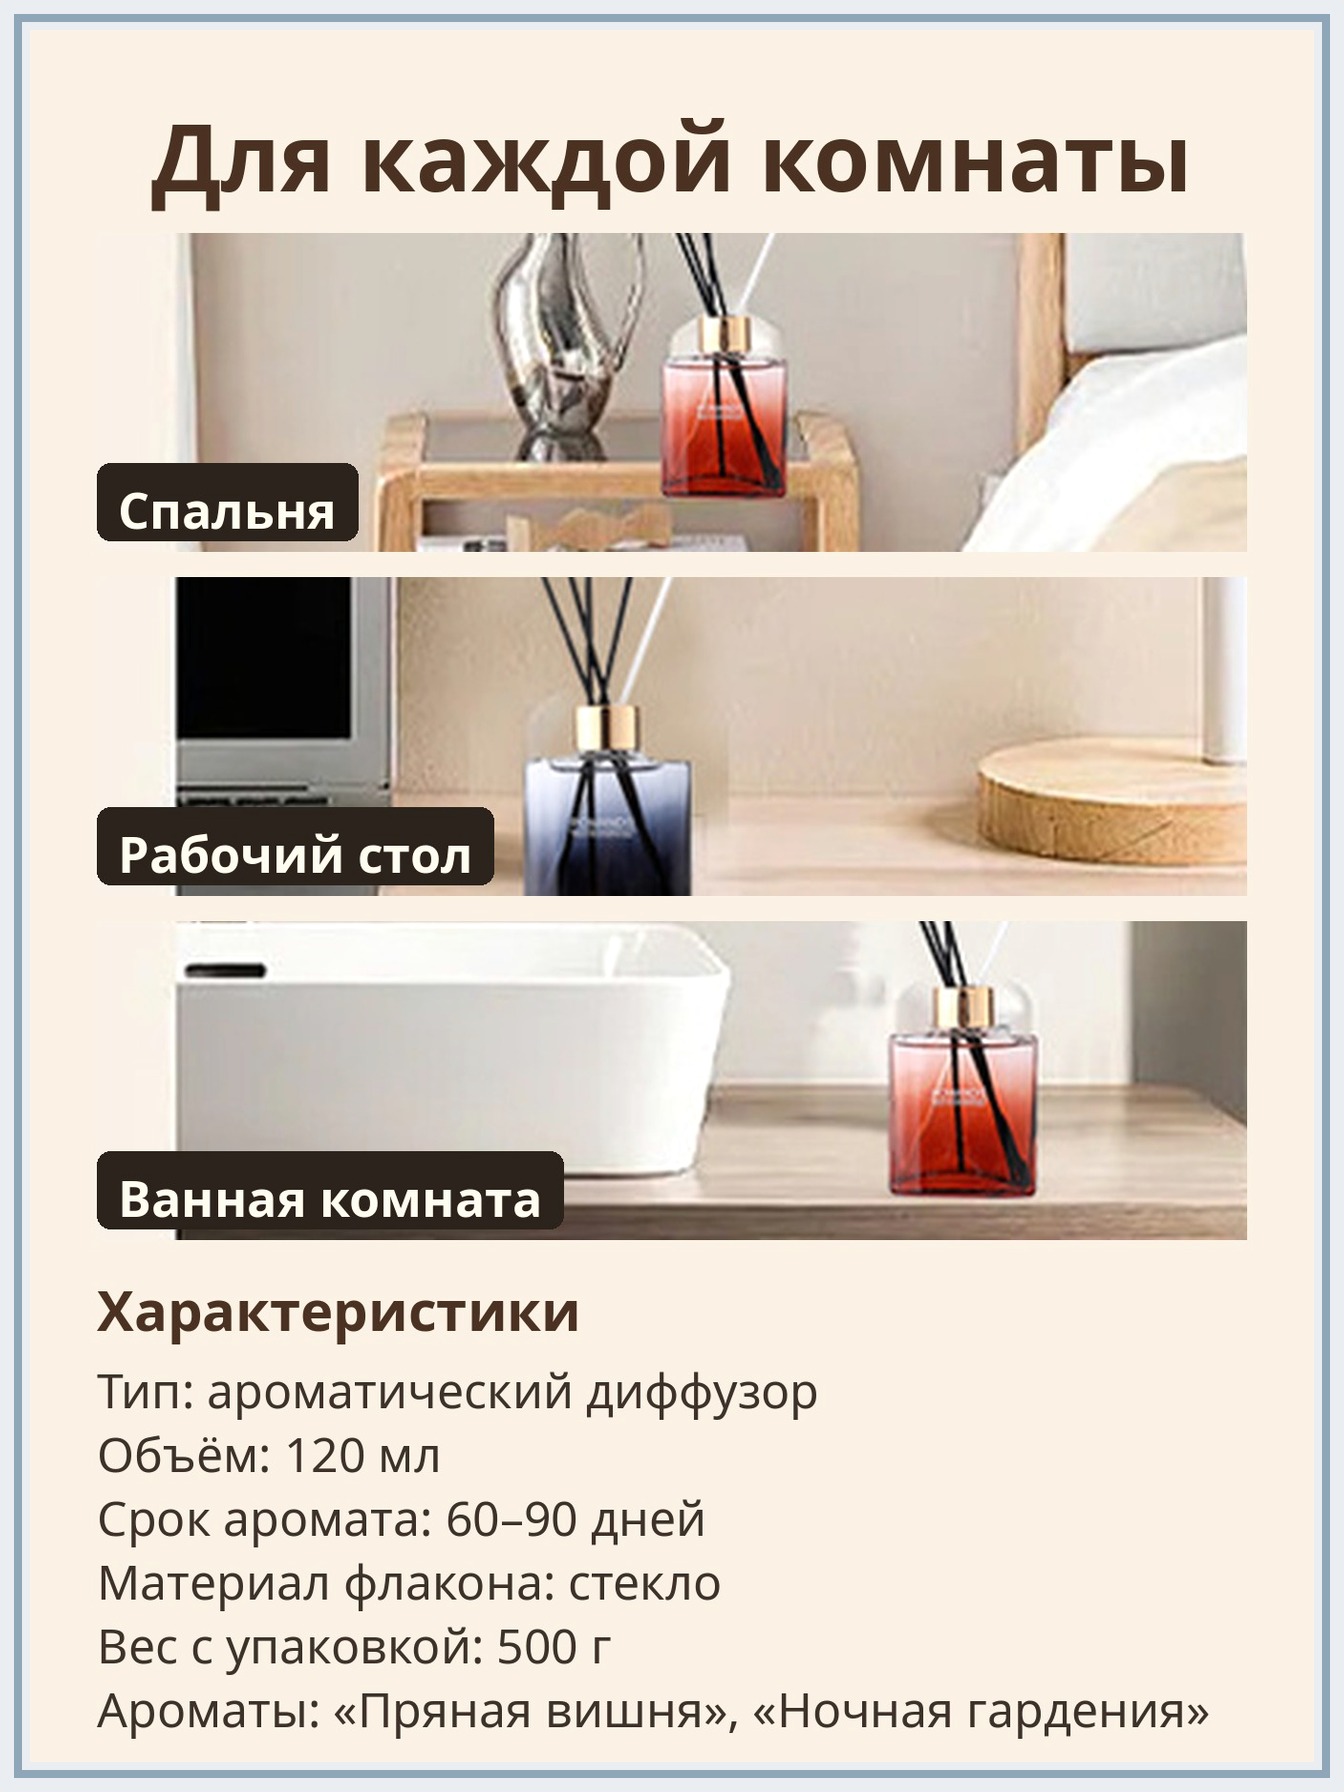 Для каждой комнаты
Спальня
Рабочий стол
Ванная комната
Характеристики
Тип: ароматический диффузор
Объём: 120 мл
Срок аромата: 60–90 дней
Материал флакона: стекло
Вес с упаковкой: 500 г
Ароматы: «Пряная вишня», «Ночная гардения»